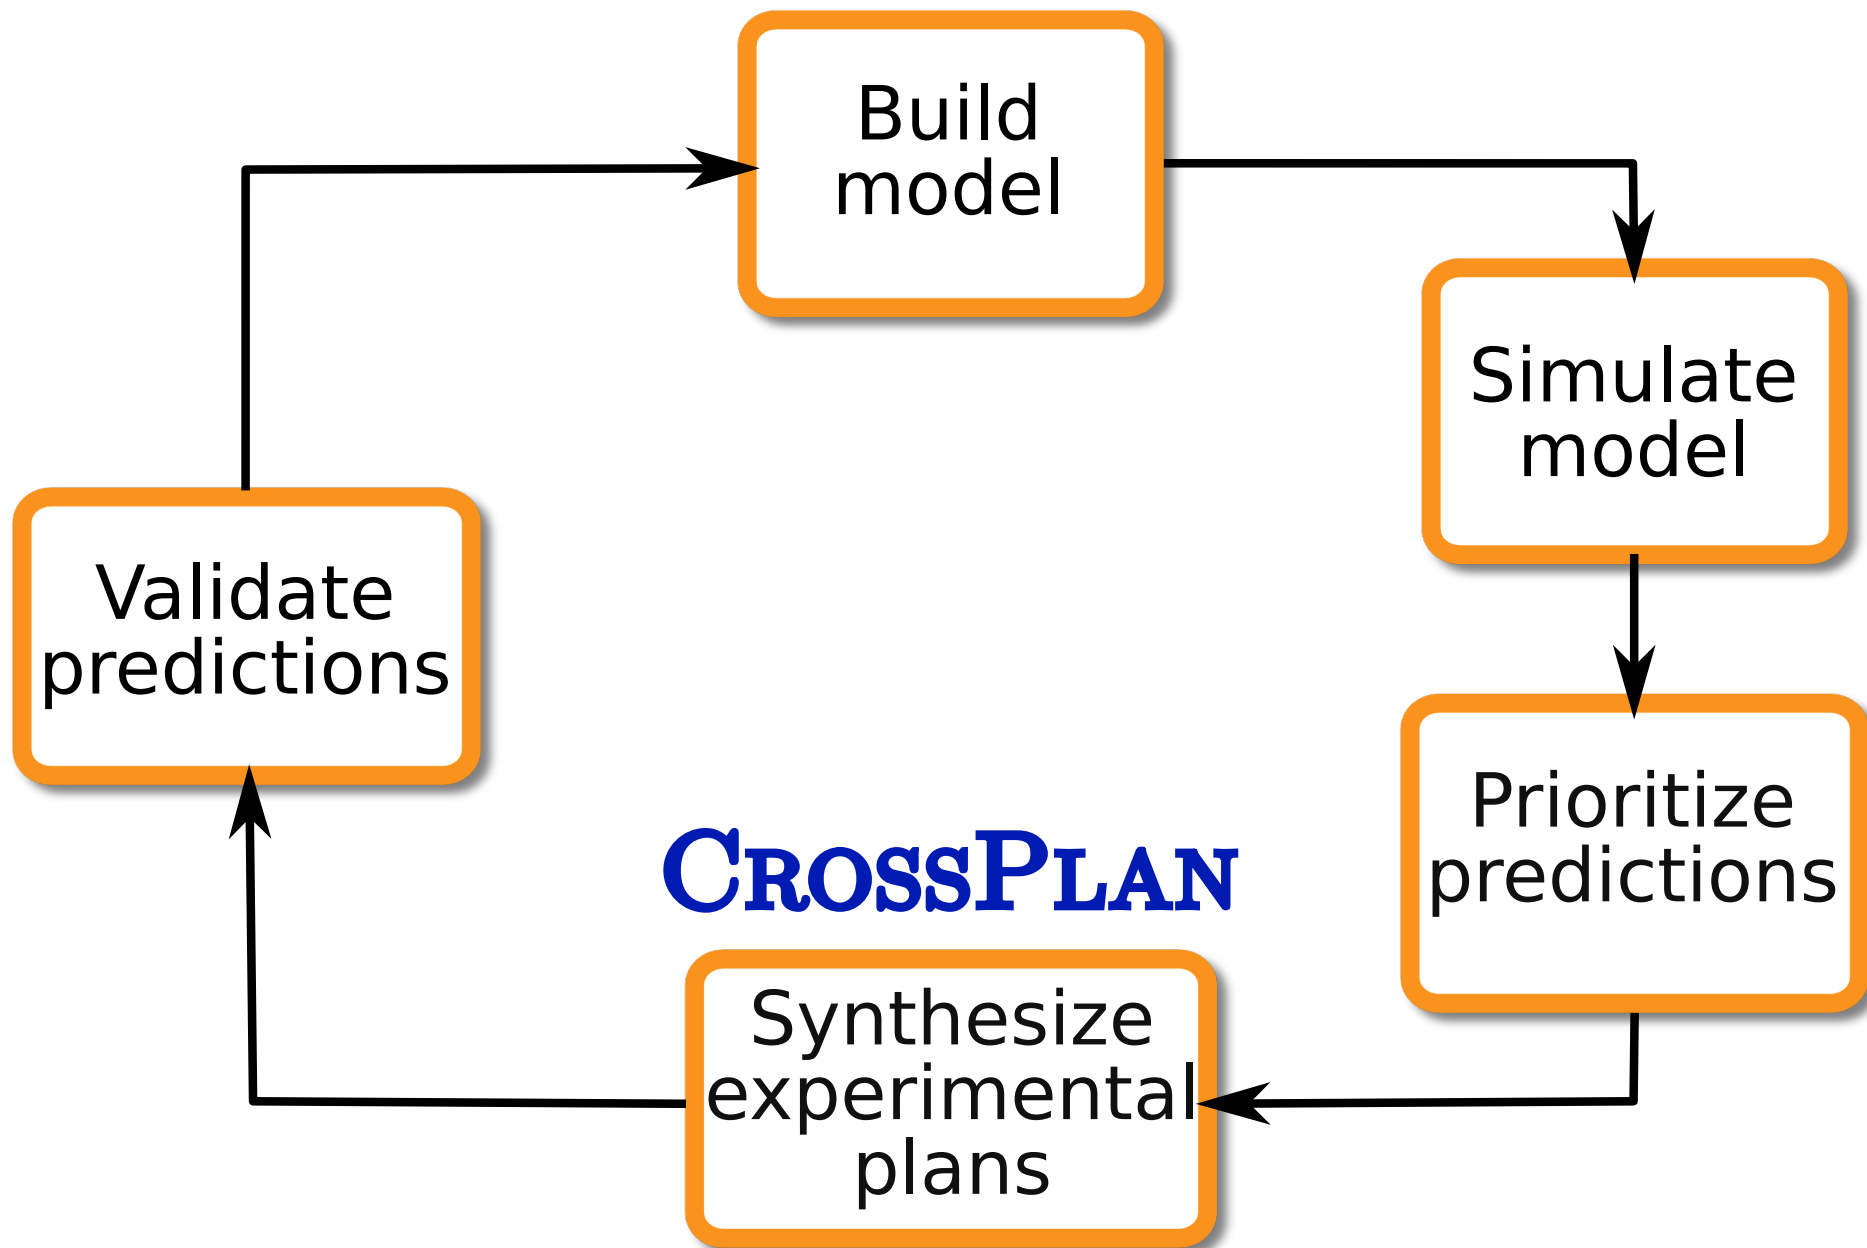 Build
model
Simulate
model
Prioritize
predictions
CROSSPLAN
Synthesize
experimental
plans
Validate
predictions